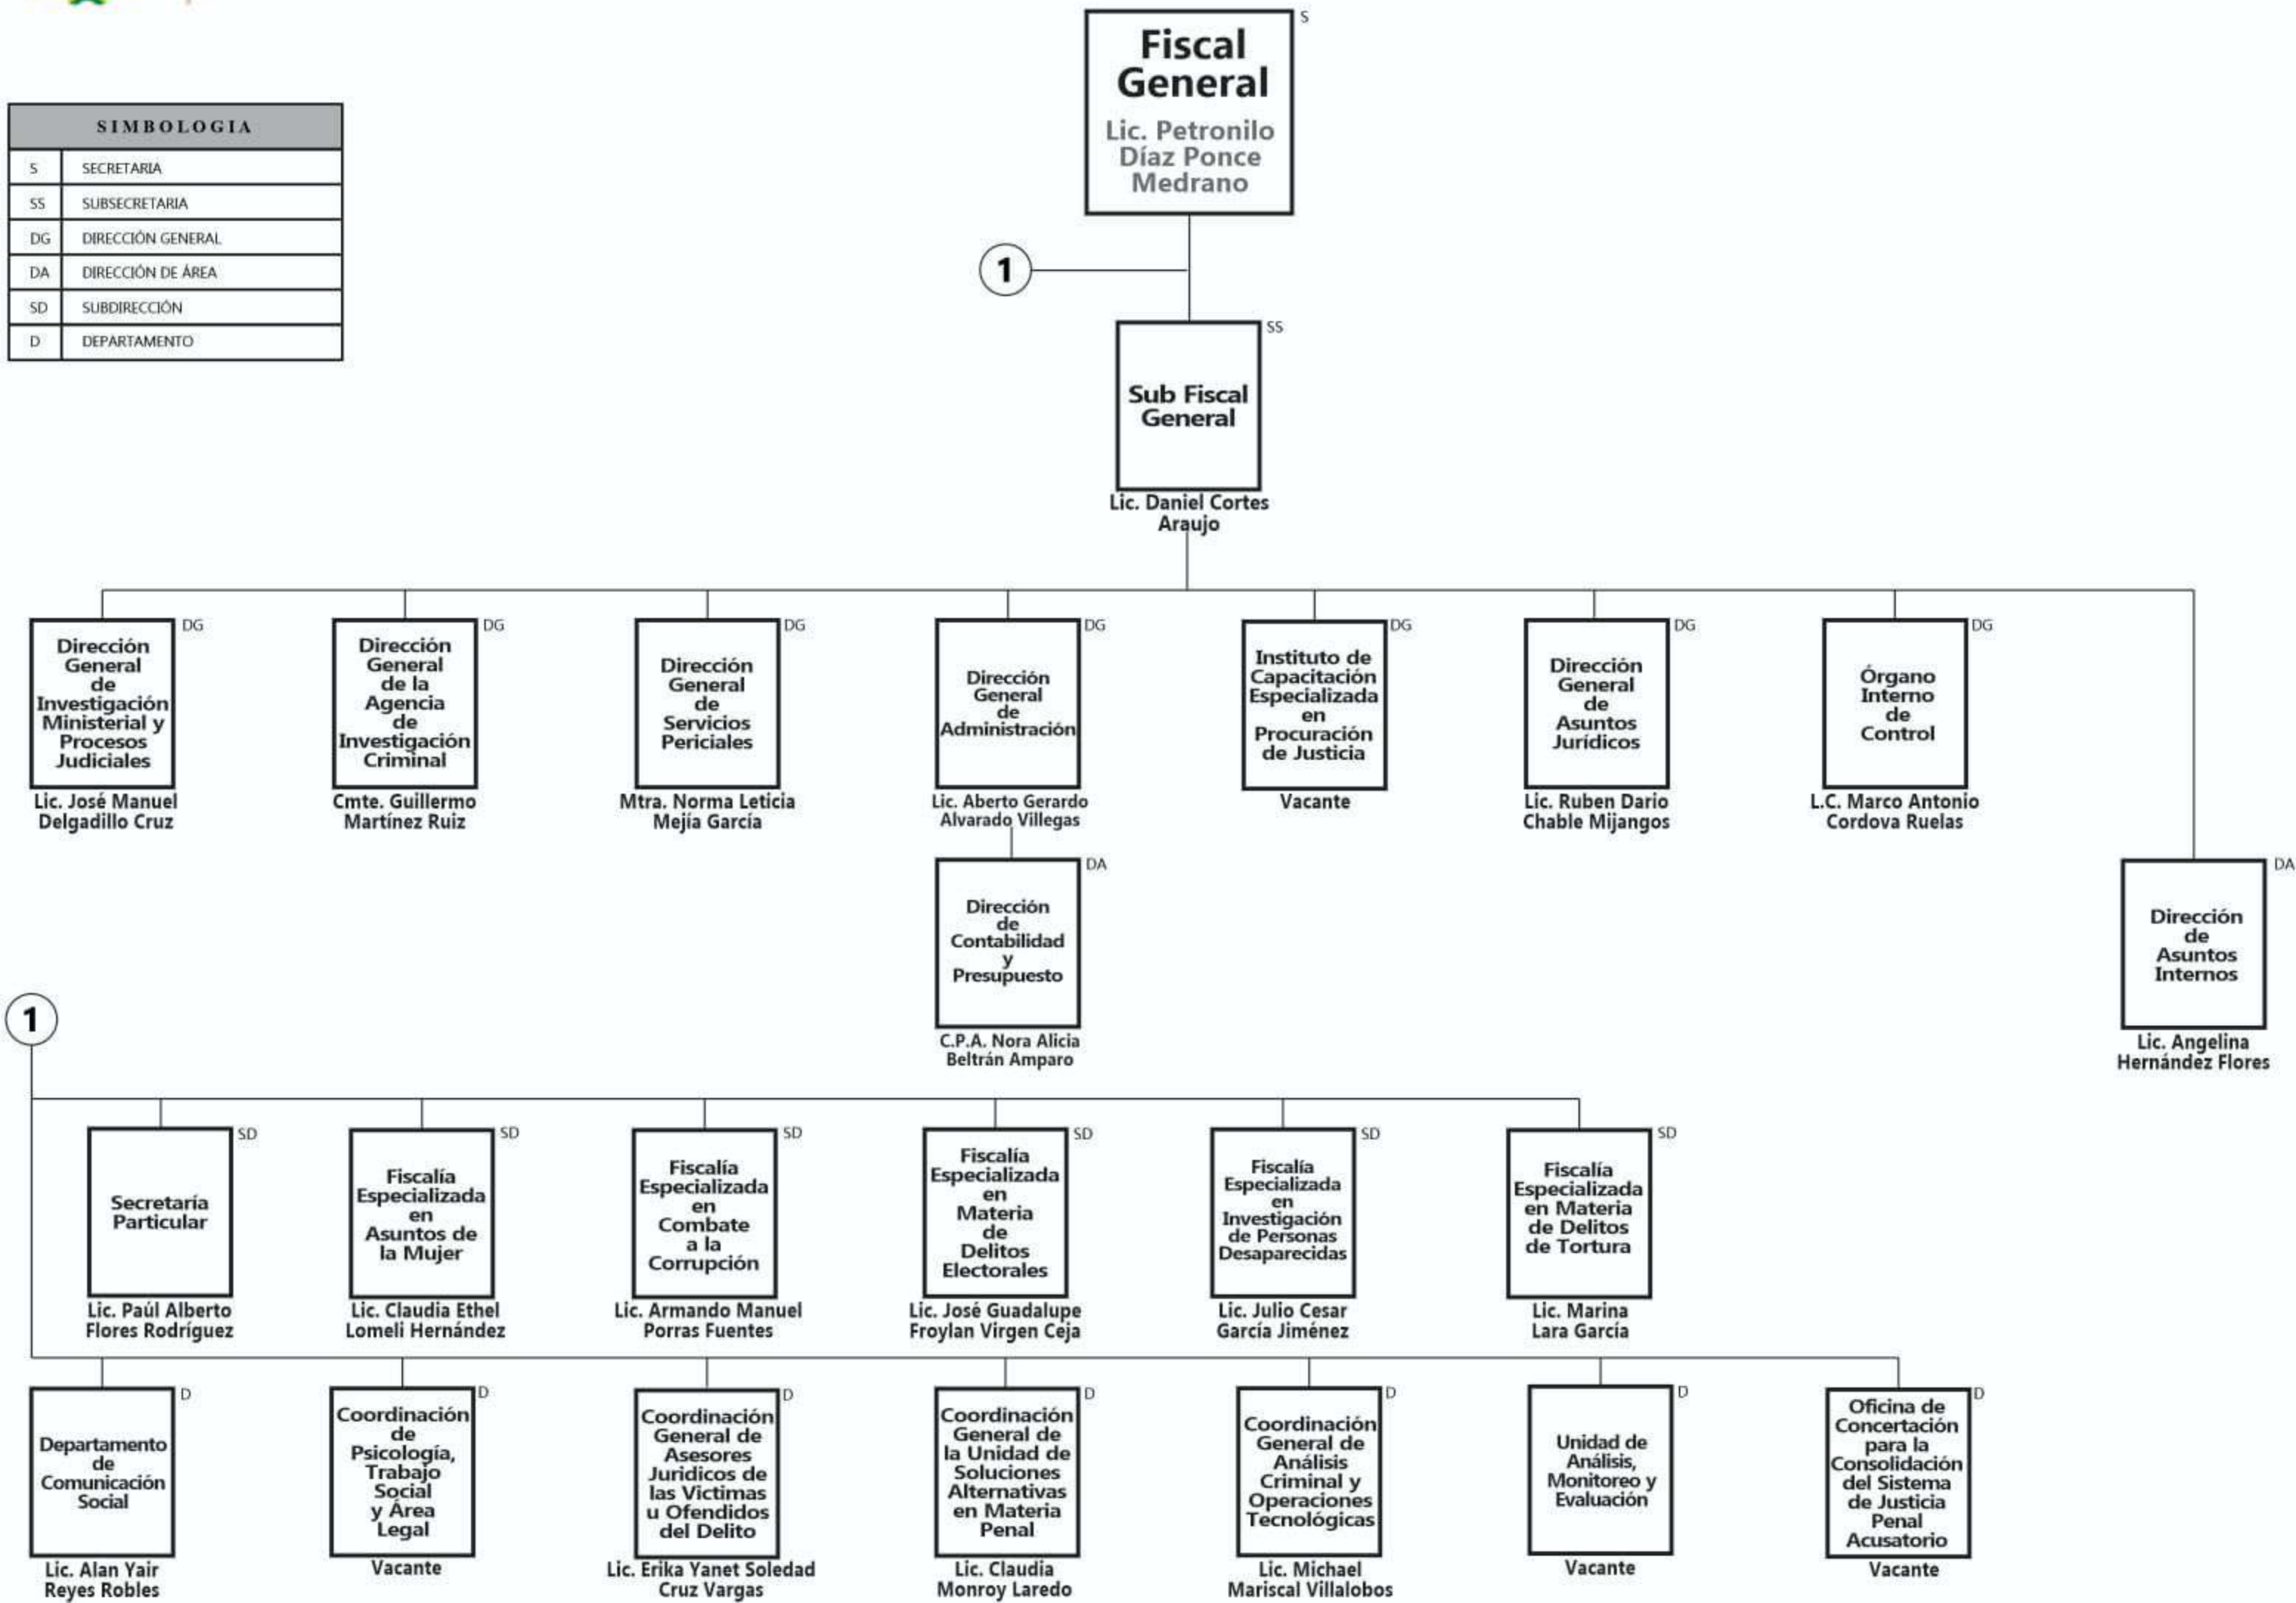 S
Fiscal
General
Lic. Petronilo
Díaz Ponce
Medrano
SIMBOLOGIA
S SECRETARIA
SS SUBSECRETARIA
DG DIRECCIÓN GENERAL
DA DIRECCIÓN DE ÁREA
SD SUBDIRECCIÓN
D DEPARTAMENTO
1
SS
Sub Fiscal
General
Lic. Daniel Cortes
Araujo
DG
Dirección
General
de
Investigación
Ministerial y
Procesos
Judiciales
Lic. José Manuel
Delgadillo Cruz
DG
Dirección
General
de la
Agencia
de
Investigación
Criminal
Cmte. Guillermo
Martínez Ruiz
DG
Dirección
General
de
Servicios
Periciales
Mtra. Norma Leticia
Mejía García
DG
Dirección
General
de
Administración
Lic. Aberto Gerardo
Alvarado Villegas
DG
Instituto de
Capacitación
Especializada
en
Procuración
de Justicia
Vacante
DG
Dirección
General
de
Asuntos
Jurídicos
Lic. Ruben Dario
Chable Mijangos
DG
Órgano
Interno
de
Control
L.C. Marco Antonio
Cordova Ruelas
DA
Dirección
de
Contabilidad
y
Presupuesto
C.P.A. Nora Alicia
Beltrán Amparo
DA
Dirección
de
Asuntos
Internos
Lic. Angelina
Hernández Flores
1
SD
Secretaría
Particular
Lic. Paúl Alberto
Flores Rodríguez
SD
Fiscalía
Especializada
en
Asuntos de
la Mujer
Lic. Claudia Ethel
Lomeli Hernández
SD
Fiscalía
Especializada
en
Combate
a la
Corrupción
Lic. Armando Manuel
Porras Fuentes
SD
Fiscalía
Especializada
en
Materia
de
Delitos
Electorales
Lic. José Guadalupe
Froylan Virgen Ceja
SD
Fiscalía
Especializada
en
Investigación
de Personas
Desaparecidas
Lic. Julio Cesar
García Jiménez
SD
Fiscalía
Especializada
en Materia
de Delitos
de Tortura
Lic. Marina
Lara García
D
Departamento
de
Comunicación
Social
Lic. Alan Yair
Reyes Robles
D
Coordinación
de
Psicología,
Trabajo
Social
y Área
Legal
Vacante
D
Coordinación
General de
Asesores
Juridicos de
las Victimas
u Ofendidos
del Delito
Lic. Erika Yanet Soledad
Cruz Vargas
D
Coordinación
General de
la Unidad de
Soluciones
Alternativas
en Materia
Penal
Lic. Claudia
Monroy Laredo
D
Coordinación
General de
Análisis
Criminal y
Operaciones
Tecnológicas
Lic. Michael
Mariscal Villalobos
D
Unidad de
Análisis,
Monitoreo y
Evaluación
Vacante
D
Oficina de
Concertación
para la
Consolidación
del Sistema
de Justicia
Penal
Acusatorio
Vacante